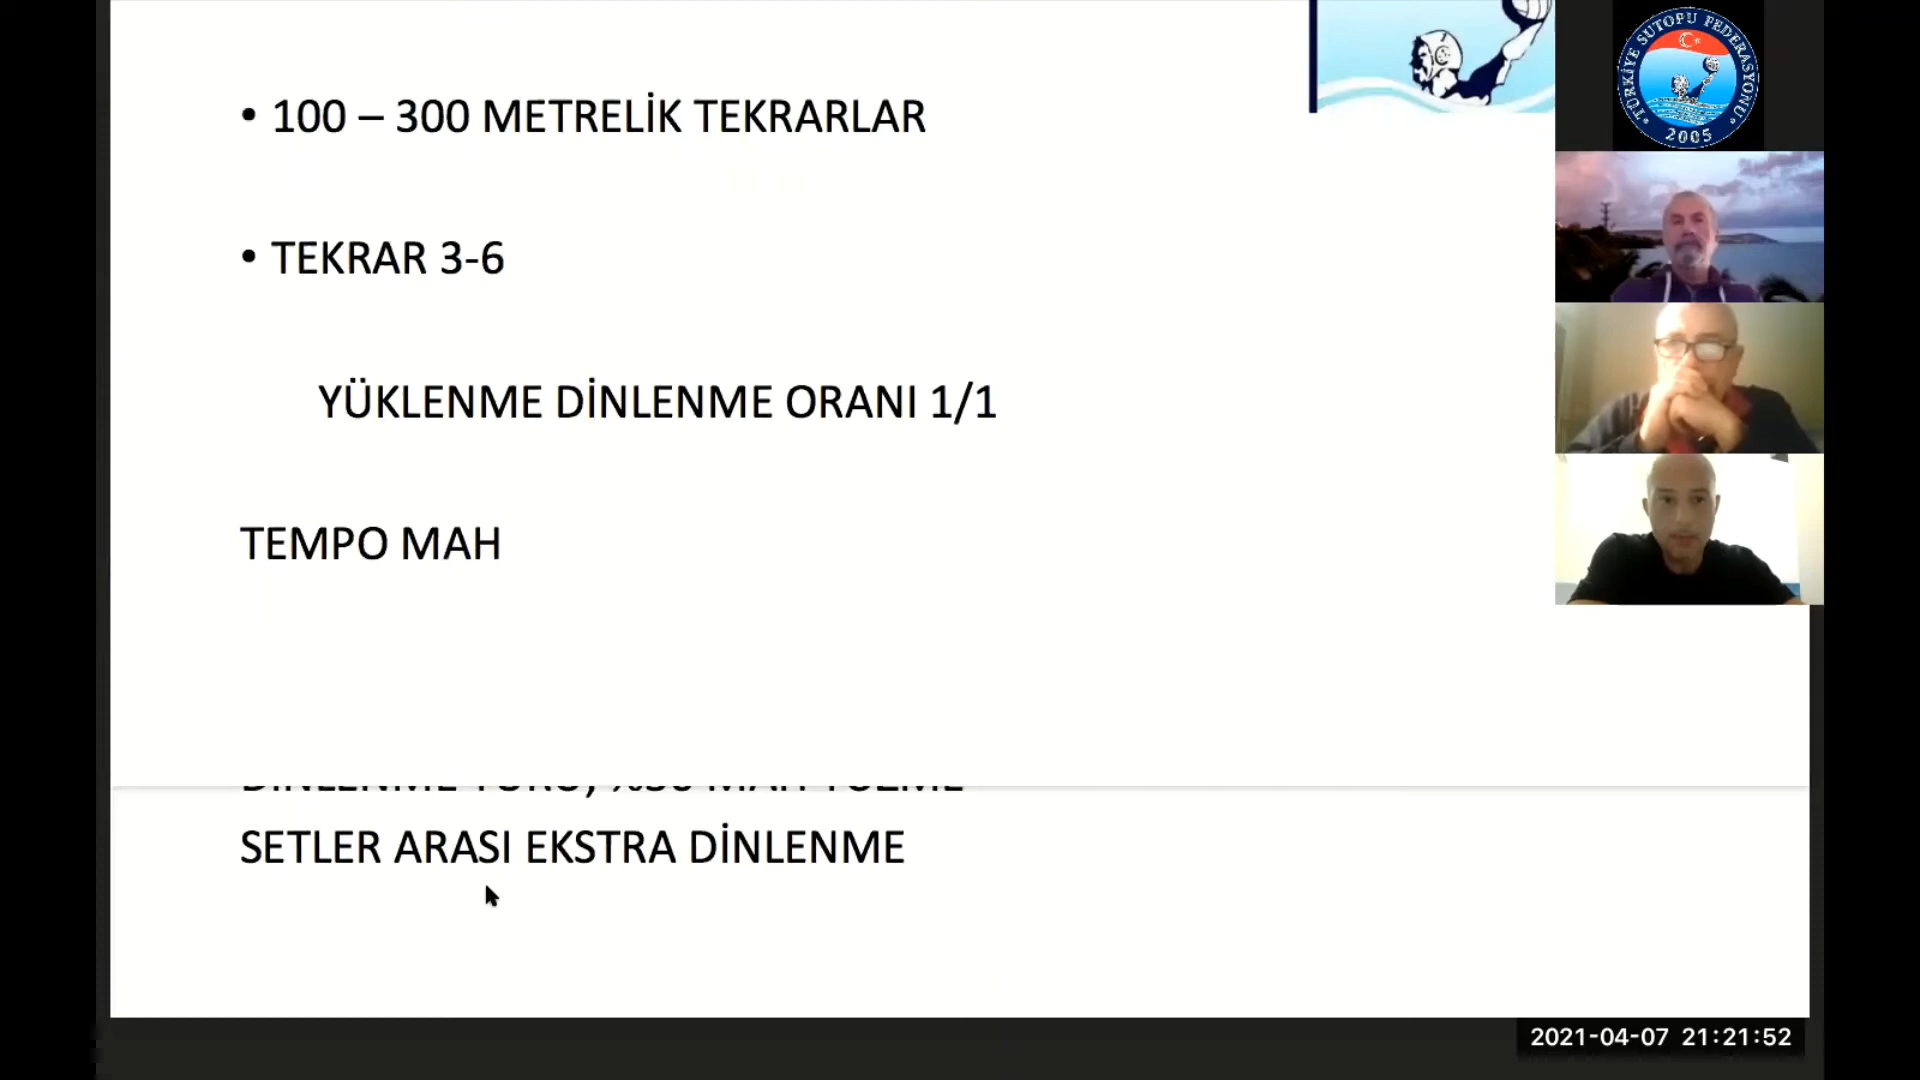 • 100 – 300 METRELİK TEKRARLAR
• TEKRAR 3-6
YÜKLENME DİNLENME ORANI 1/1
TEMPO MAH
SETLER ARASI EKSTRA DİNLENME
TÜRKİYE SUTOPU FEDERASYONU
2005
2021-04-07 21:21:52